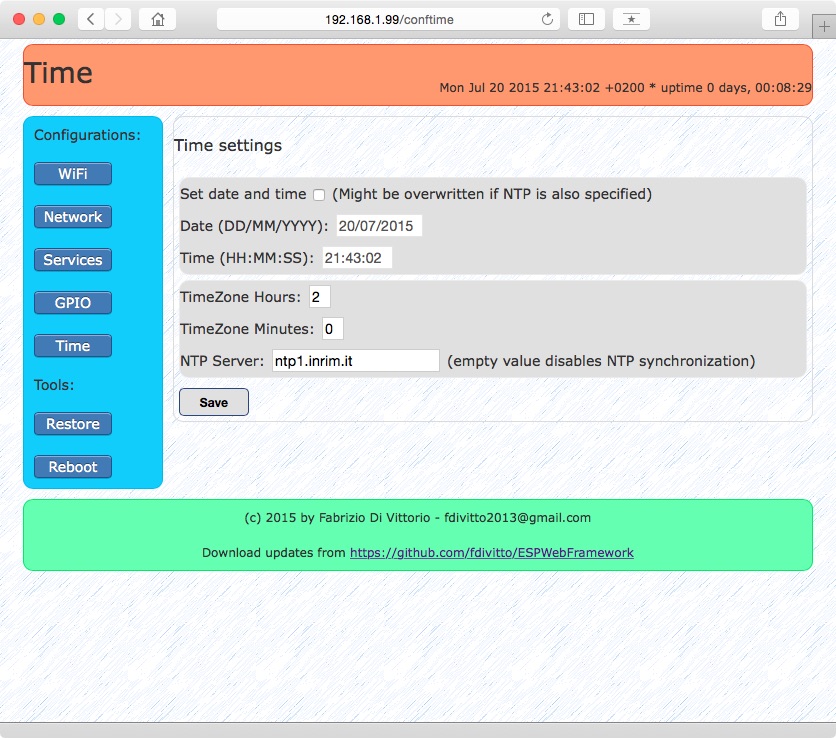 192.168.1.99/conftime
Time
Mon Jul 20 2015 21:43:02 +0200 * uptime 0 days, 00:08:29
Configurations:
WiFi
Network
Services
GPIO
Time
Tools:
Restore
Reboot
Time settings
Set date and time (Might be overwritten if NTP is also specified)
Date (DD/MM/YYYY): 20/07/2015
Time (HH:MM:SS): 21:43:02
TimeZone Hours: 2
TimeZone Minutes: 0
NTP Server: ntp1.inrim.it (empty value disables NTP synchronization)
Save
(c) 2015 by Fabrizio Di Vittorio - fdivitto2013@gmail.com
Download updates from https://github.com/fdivitto/ESPWebFramework